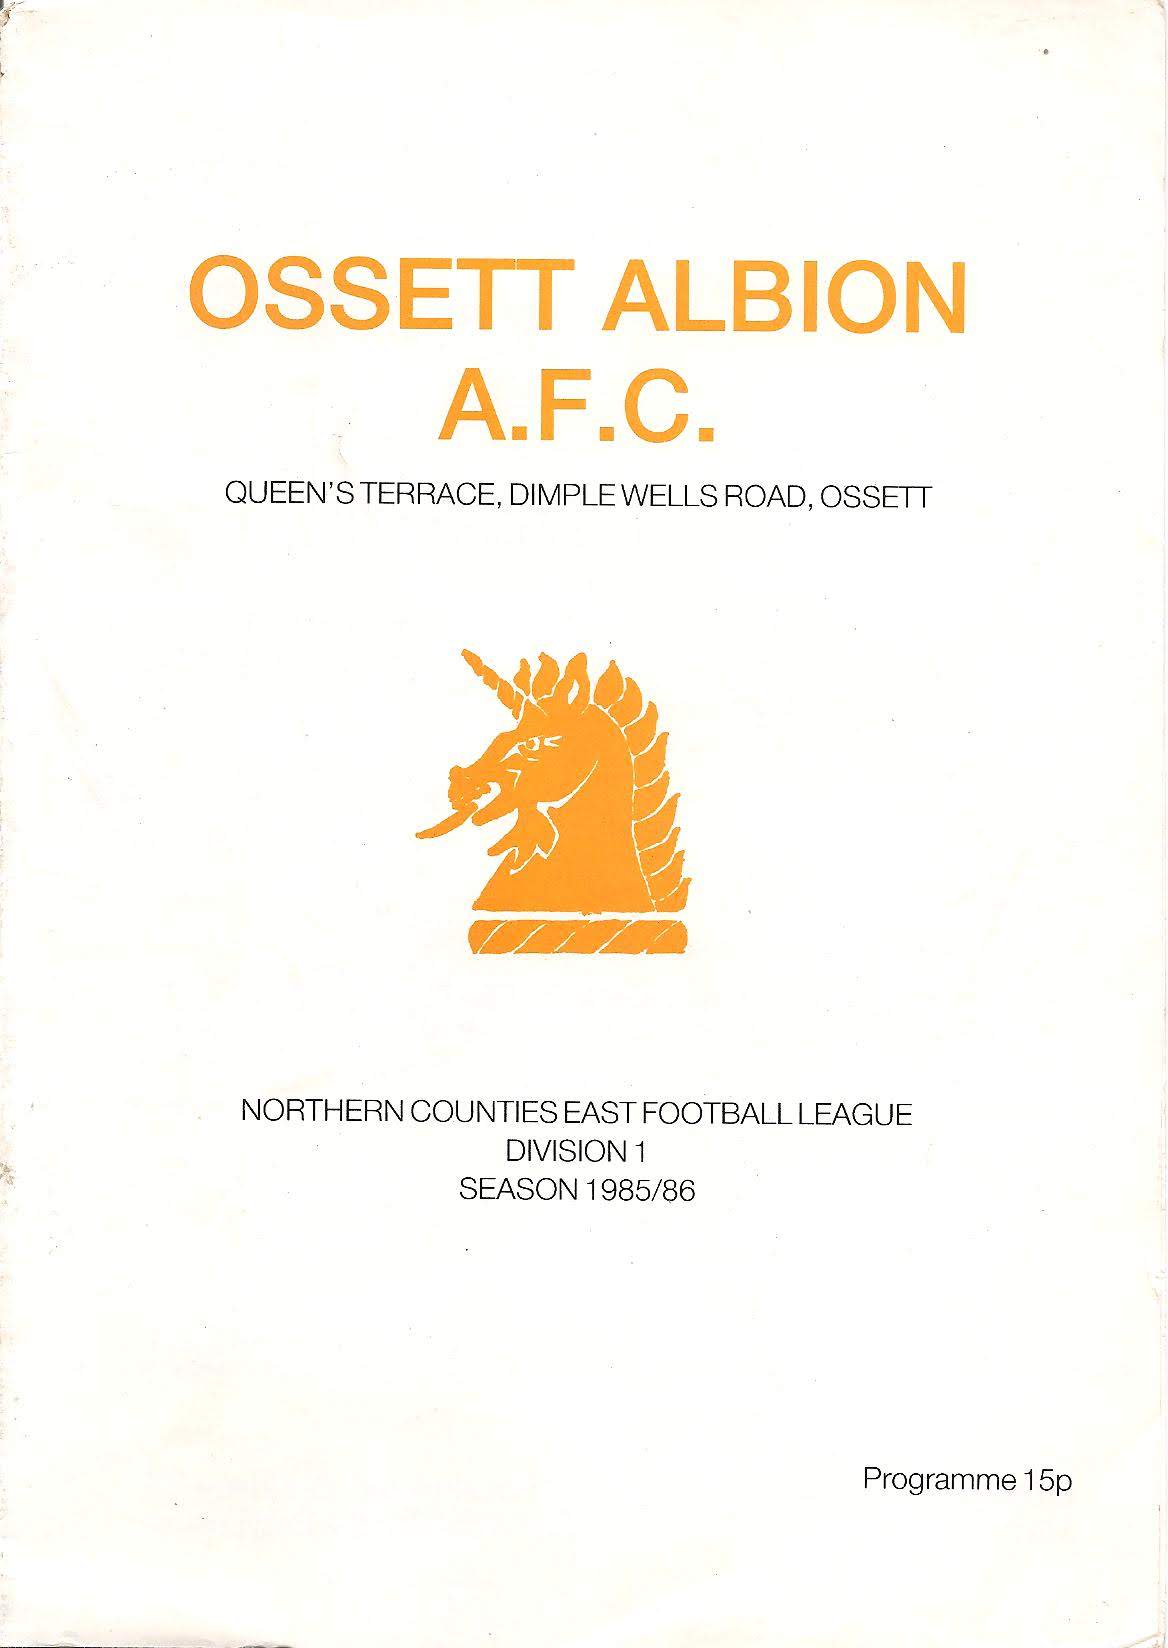 OSSETT ALBION
A.F.C.
QUEEN'S TERRACE, DIMPLE WELLS ROAD, OSSETT
NORTHERN COUNTIES EAST FOOTBALL LEAGUE
DIVISION 1
SEASON 1985/86
Programme 15p